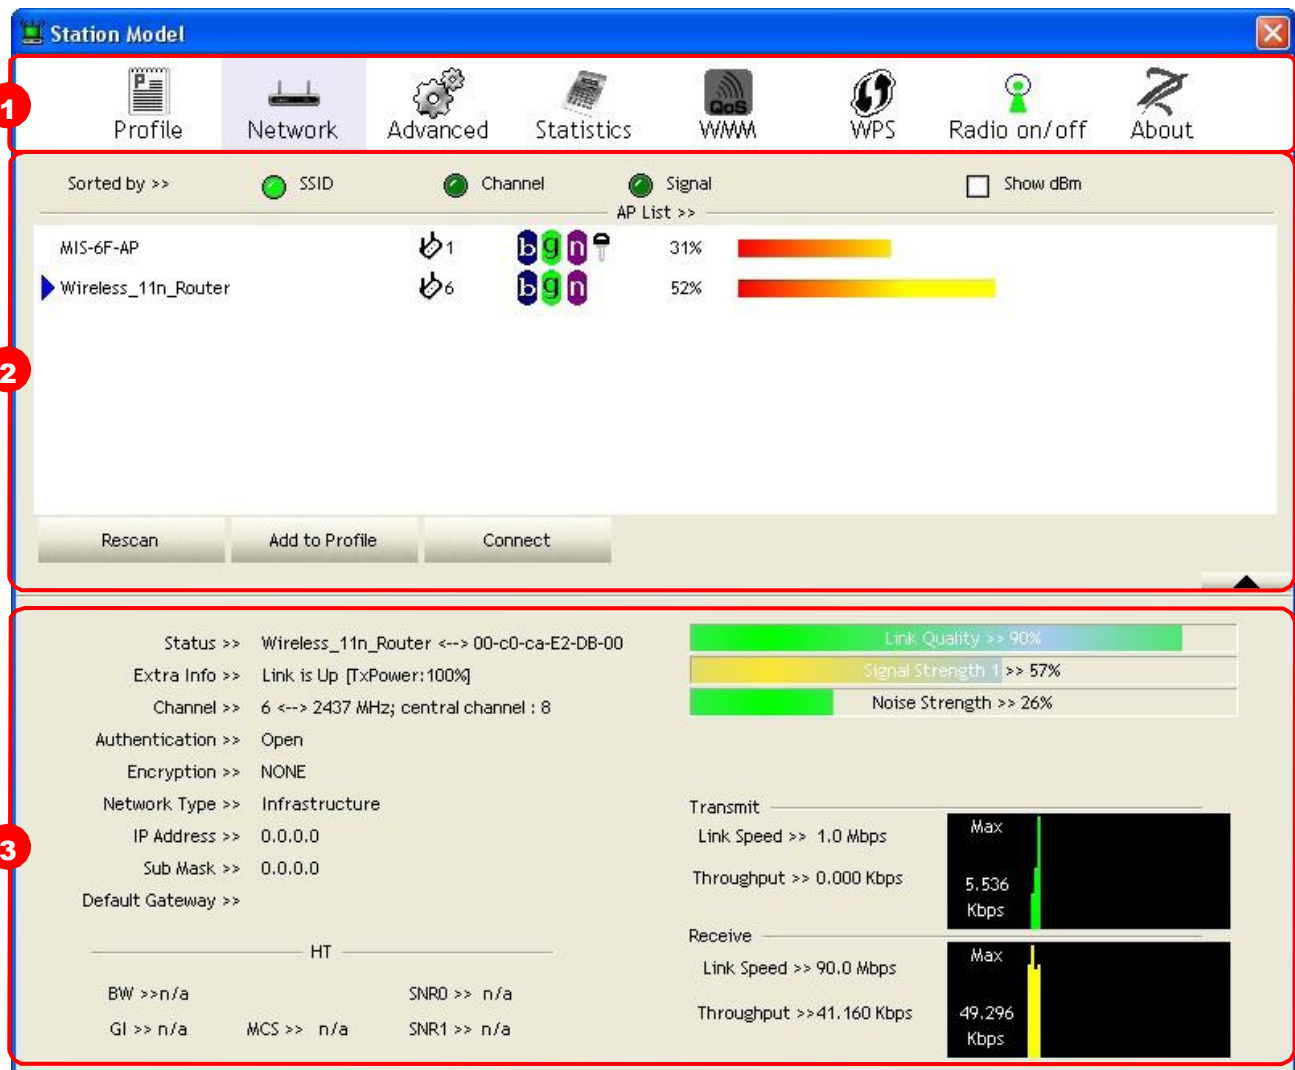 Station Model
1
Profile Network Advanced Statistics QoS WMM WPS Radio on/off About
Sorted by >> SSID Channel Signal Show dBm
AP List >>
MIS-6F-AP 1 b g n 31%
Wireless_11n_Router 6 b g n 52%
2
Rescan Add to Profile Connect
Status >> Wireless_11n_Router <--> 00-c0-ca-E2-DB-00
Extra Info >> Link is Up [TxPower:100%]
Channel >> 6 <--> 2437 MHz; central channel : 8
Authentication >> Open
Encryption >> NONE
Network Type >> Infrastructure
IP Address >> 0.0.0.0
Sub Mask >> 0.0.0.0
Default Gateway >>
3
HT
BW >>n/a SNR0 >> n/a
GI >> n/a MCS >> n/a SNR1 >> n/a
Link Quality >> 90%
Signal Strength 1 >> 57%
Noise Strength >> 26%
Transmit
Link Speed >> 1.0 Mbps
Throughput >> 0.000 Kbps
Max
5.536
Kbps
Receive
Link Speed >> 90.0 Mbps
Throughput >>41.160 Kbps
Max
49.296
Kbps